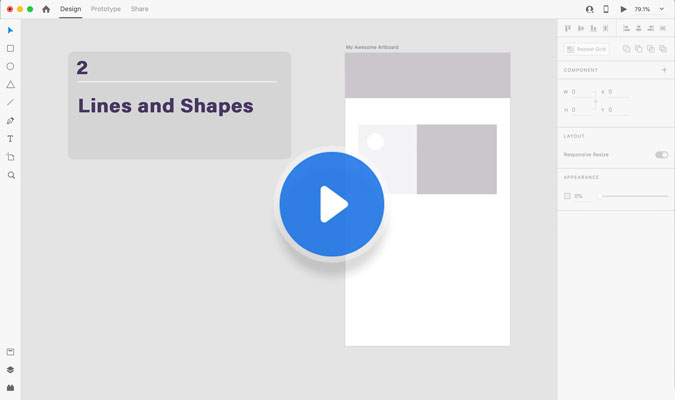 Design Prototype Share
79.1%
2
Lines and Shapes
My Awesome Artboard
Repeat Grid
COMPONENT
W 0 X 0
H 0 Y 0
LAYOUT
Responsive Resize
APPEARANCE
0%